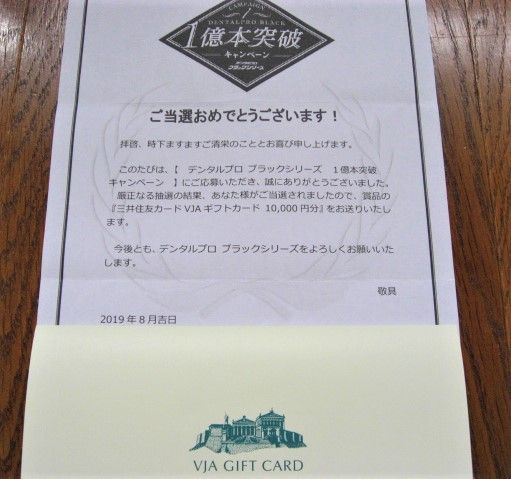 CAMPAIGN
DENTALPRO BLACK
1億本突破
キャンペーン
ブラックシリーズ
ご当選おめでとうございます!
拝啓、時下ますますご清栄のこととお喜び申し上げます。
このたびは、【 デンタルプロ ブラックシリーズ 1億本突破
キャンペーン 】にご応募いただき、誠にありがとうございました。
厳正なる抽選の結果、あなた様がご当選されましたので、賞品の
『三井住友カード VJA ギフトカード 10,000 円分』をお送りいたしま
す。
今後とも、デンタルプロ ブラックシリーズをよろしくお願いいた
します。
敬具
2019 年 8 月吉日
VJA GIFT CARD